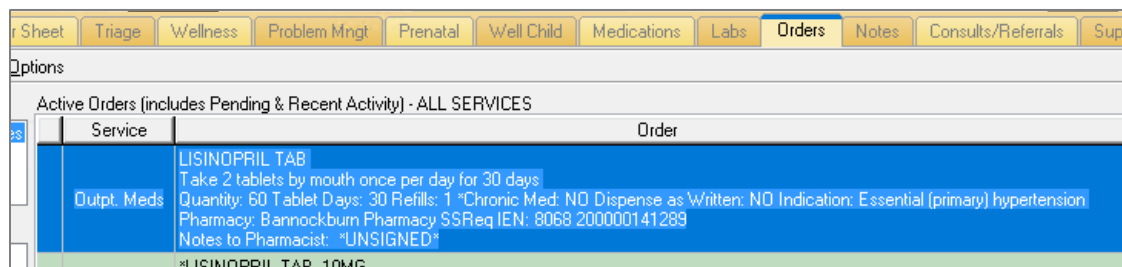 r Sheet Triage Wellness Problem Mngt Prenatal Well Child Medications Labs Orders Notes Consults/Referrals Sup
Options
Active Orders (includes Pending & Recent Activity) - ALL SERVICES
es Service Order
LISINOPRIL TAB
Take 2 tablets by mouth once per day for 30 days
Outpt. Meds Quantity: 60 Tablet Days: 30 Refills: 1 *Chronic Med: NO Dispense as Written: NO Indication: Essential (primary) hypertension
Pharmacy: Bannockburn Pharmacy SSReq IEN: 8068 200000141289
Notes to Pharmacist: *UNSIGNED*
*LISINOPRIL TAB 10MG